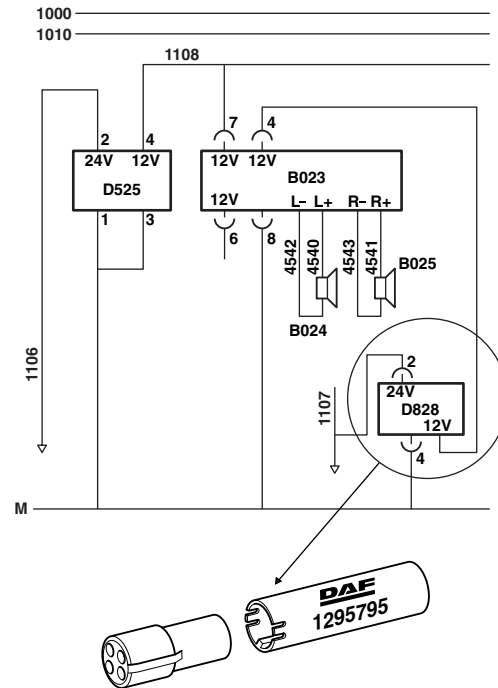 1000
1010
1108
2 4
24V 12V
D525
1 3
7 4
12V 12V
B023
12V
L– L+ R– R+
6 8
4542
4540
4543
4541
B025
B024
1106
1107
2
24V
D828
12V
4
M
DAF
1295795